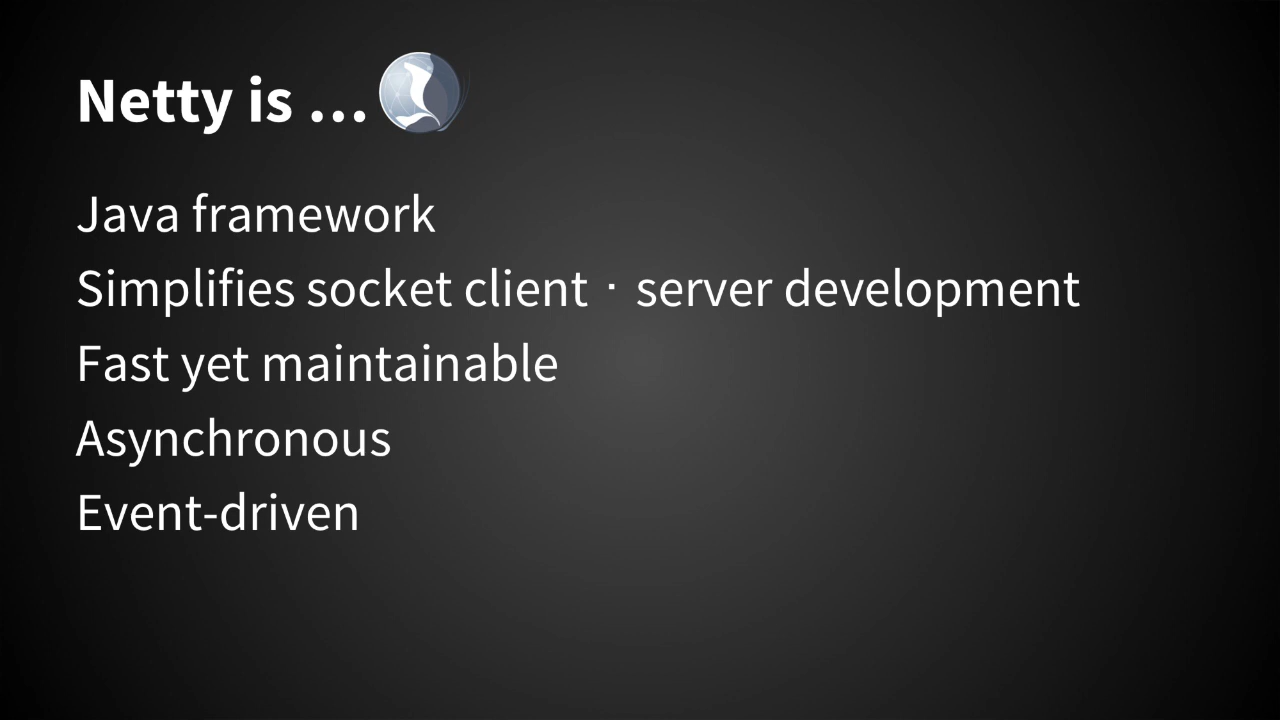 Netty is …
Java framework
Simplifies socket client · server development
Fast yet maintainable
Asynchronous
Event-driven